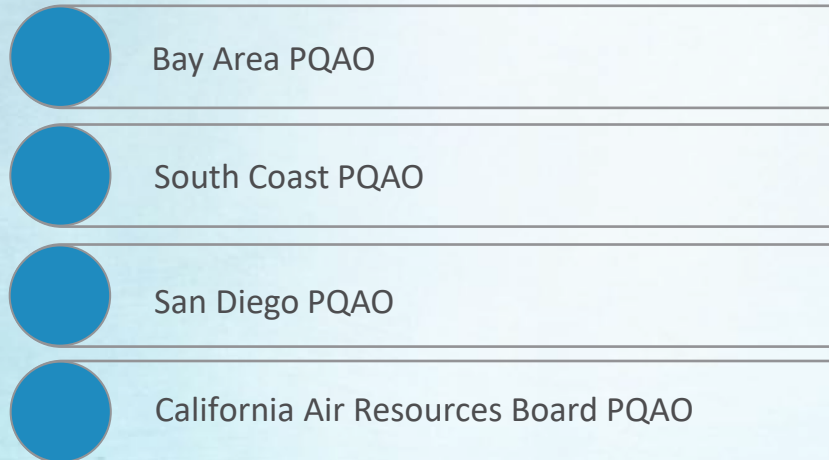 Bay Area PQAO
South Coast PQAO
San Diego PQAO
California Air Resources Board PQAO